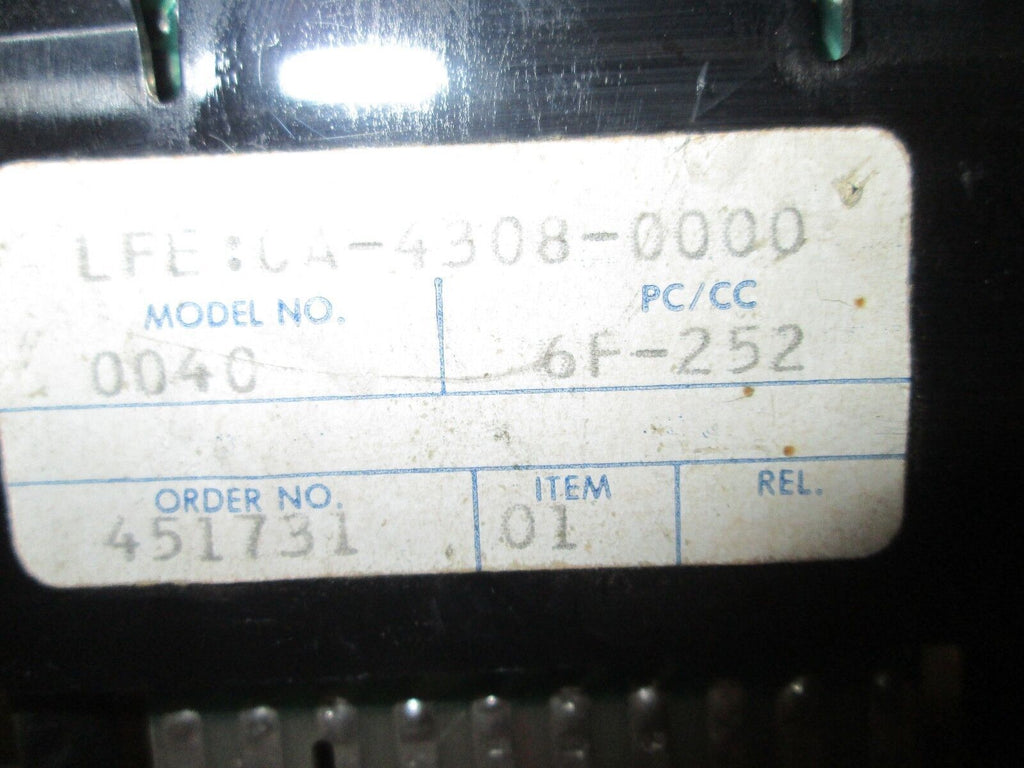 LFE:CA-4308-0000
MODEL NO. PC/CC
0040 6F-252
ORDER NO. ITEM REL.
451731 01